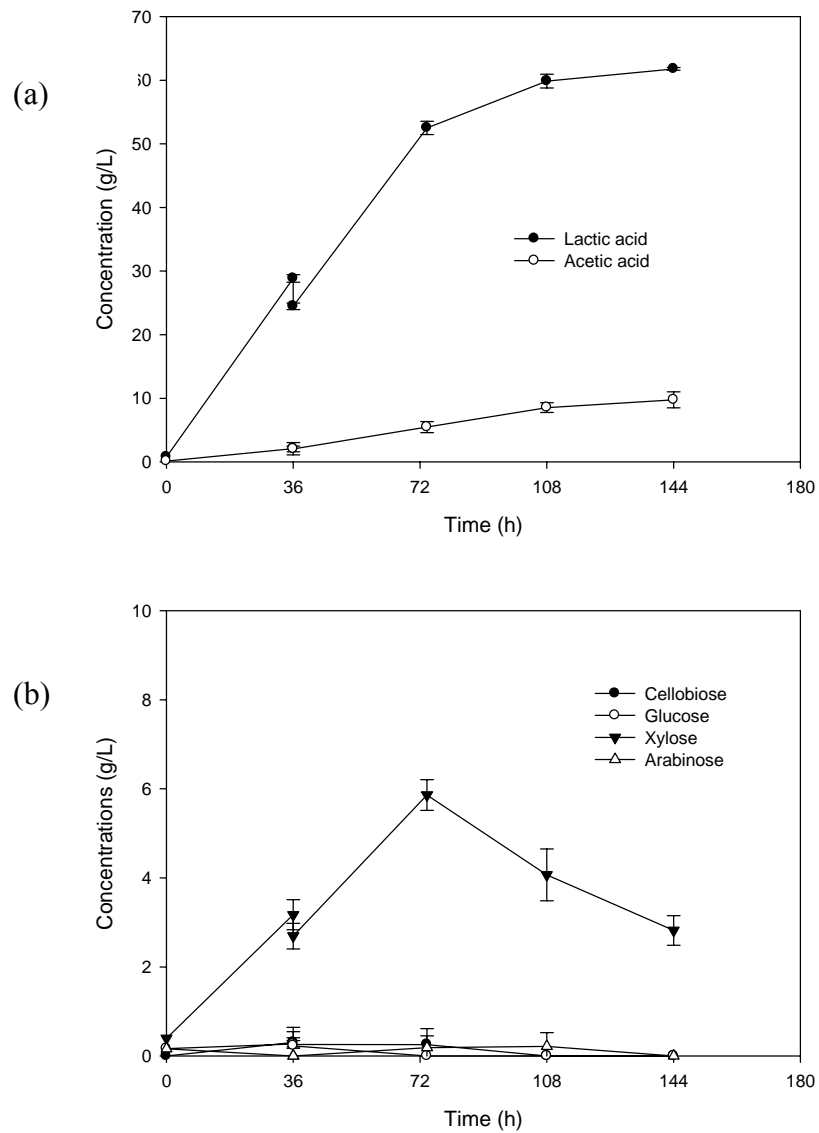 (a)
Concentration (g/L)
70
60
50
40
30
20
10
0
Lactic acid
Acetic acid
0 36 72 108 144 180
Time (h)
(b)
Concentrations (g/L)
10
8
6
4
2
0
Cellobiose
Glucose
Xylose
Arabinose
0 36 72 108 144 180
Time (h)